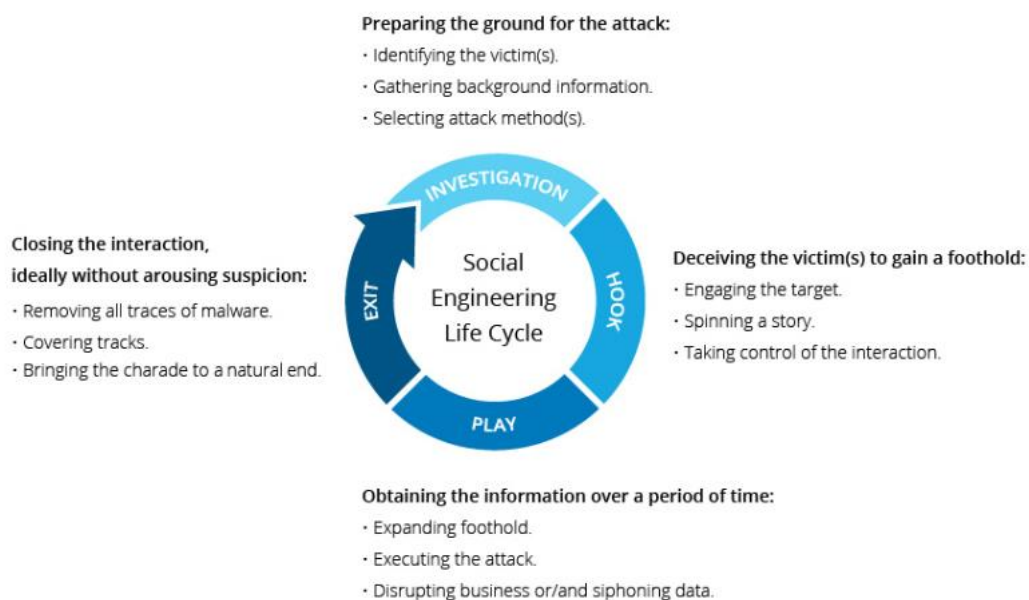 Preparing the ground for the attack:
· Identifying the victim(s).
· Gathering background information.
· Selecting attack method(s).
INVESTIGATION
Closing the interaction,
ideally without arousing suspicion:
· Removing all traces of malware.
· Covering tracks.
· Bringing the charade to a natural end.
EXIT
Social
Engineering
Life Cycle
HOOK
Deceiving the victim(s) to gain a foothold:
· Engaging the target.
· Spinning a story.
· Taking control of the interaction.
PLAY
Obtaining the information over a period of time:
· Expanding foothold.
· Executing the attack.
· Disrupting business or/and siphoning data.